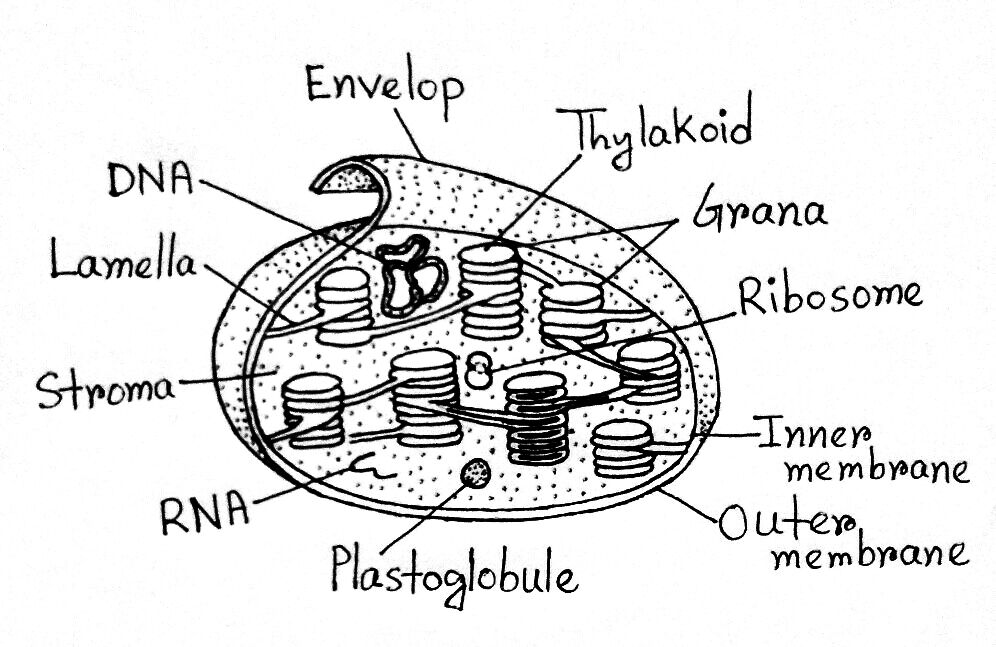 Envelop
Thylakoid
DNA
Grana
Lamella
Ribosome
Stroma
Inner
membrane
RNA
Outer
membrane
Plastoglobule